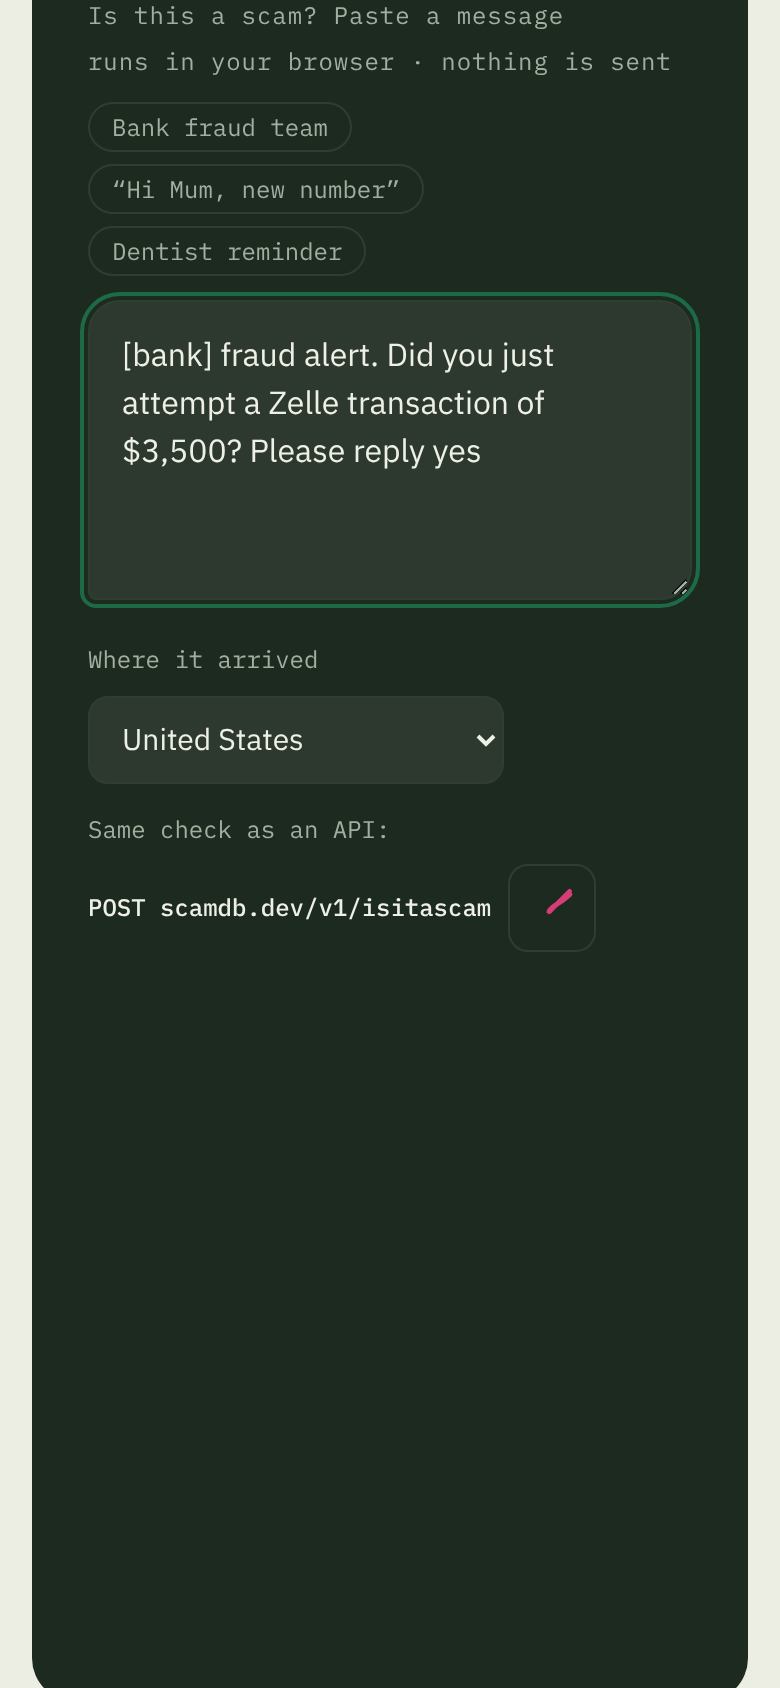 Is this a scam? Paste a message
runs in your browser · nothing is sent
Bank fraud team
“Hi Mum, new number”
Dentist reminder
[bank] fraud alert. Did you just
attempt a Zelle transaction of
$3,500? Please reply yes
Where it arrived
United States
Same check as an API:
POST scamdb.dev/v1/isitascam